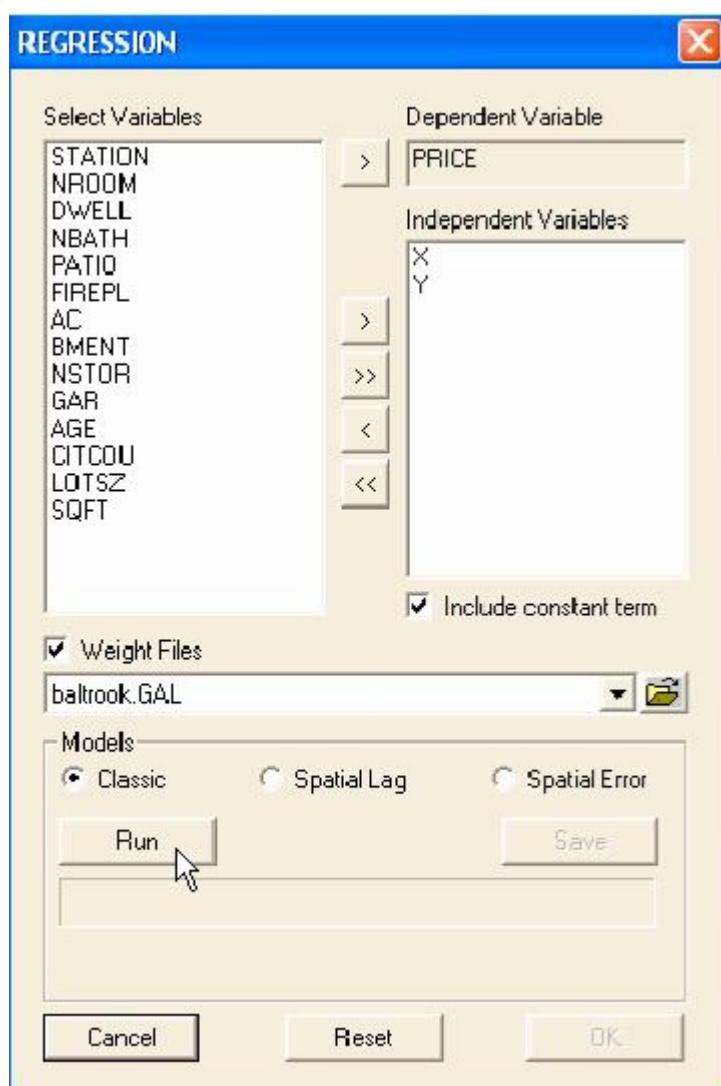 REGRESSION
Select Variables
Dependent Variable
STATION
NROOM
DWELL
NBATH
PATIO
FIREPL
AC
BMENT
NSTOR
GAR
AGE
CITCOU
LOTSZ
SQFT
>
PRICE
Independent Variables
X
Y
>
>>
<
<<
Include constant term
Weight Files
baltrook.GAL
Models
Classic Spatial Lag Spatial Error
Run Save
Cancel Reset OK